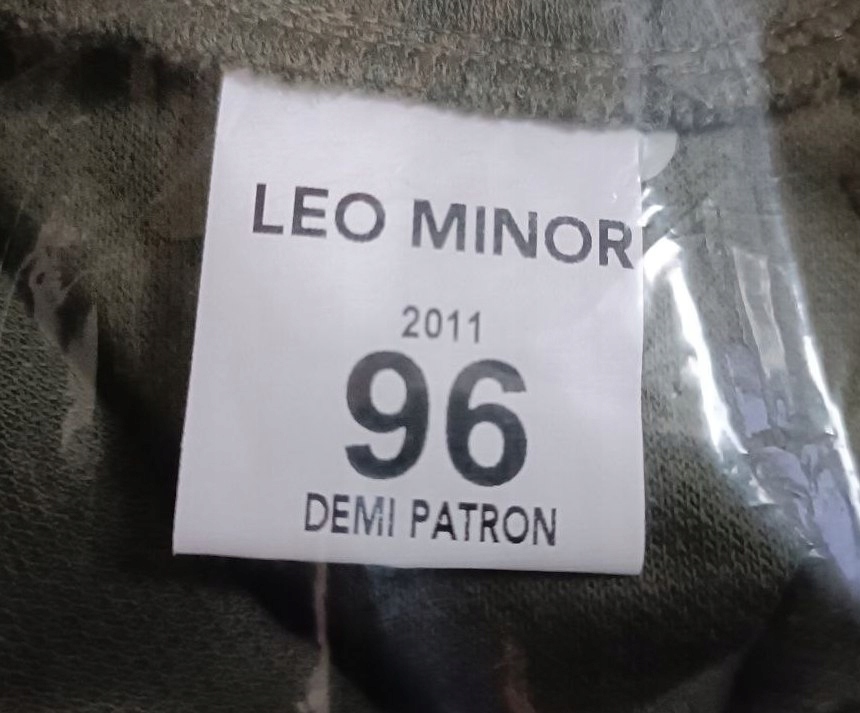 LEO MINOR
2011
96
DEMI PATRON